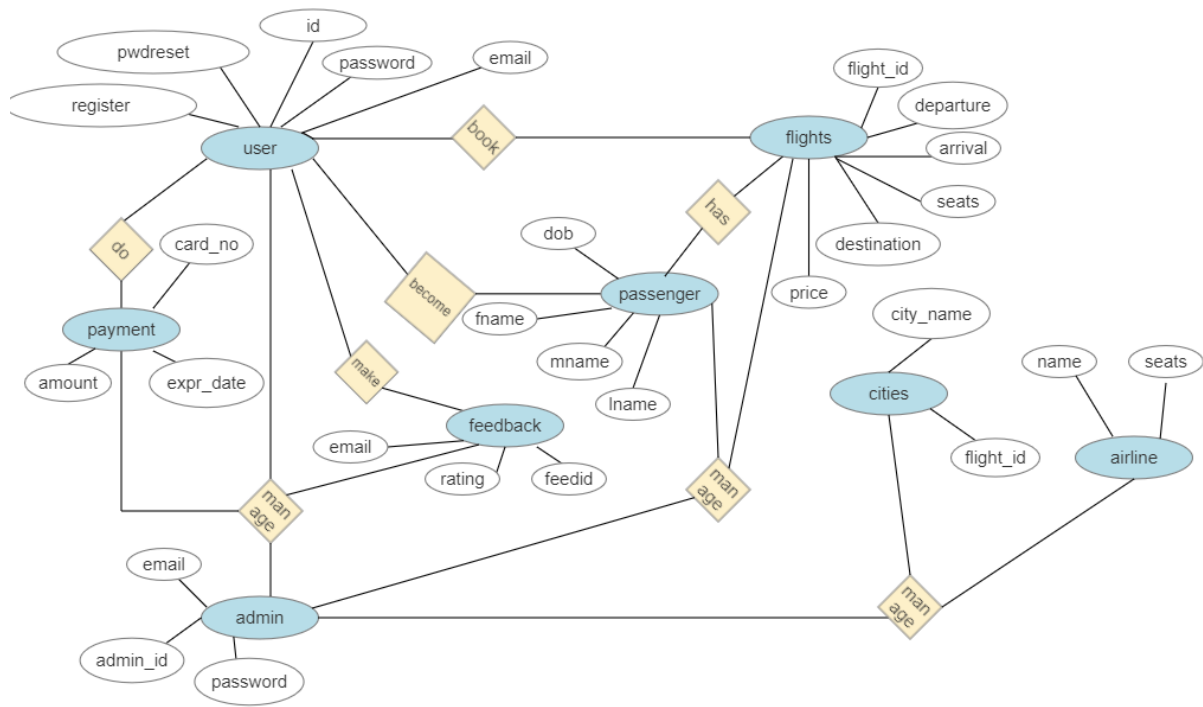 id
pwdreset
email
password
flight_id
register
departure
book
flights
user
arrival
seats
has
dob
card_no
do
destination
become
passenger
price
fname
city_name
payment
mname
name
seats
make
amount
expr_date
cities
lname
feedback
email
flight_id
airline
rating
feedid
man
age
man
age
email
man
age
admin
admin_id
password